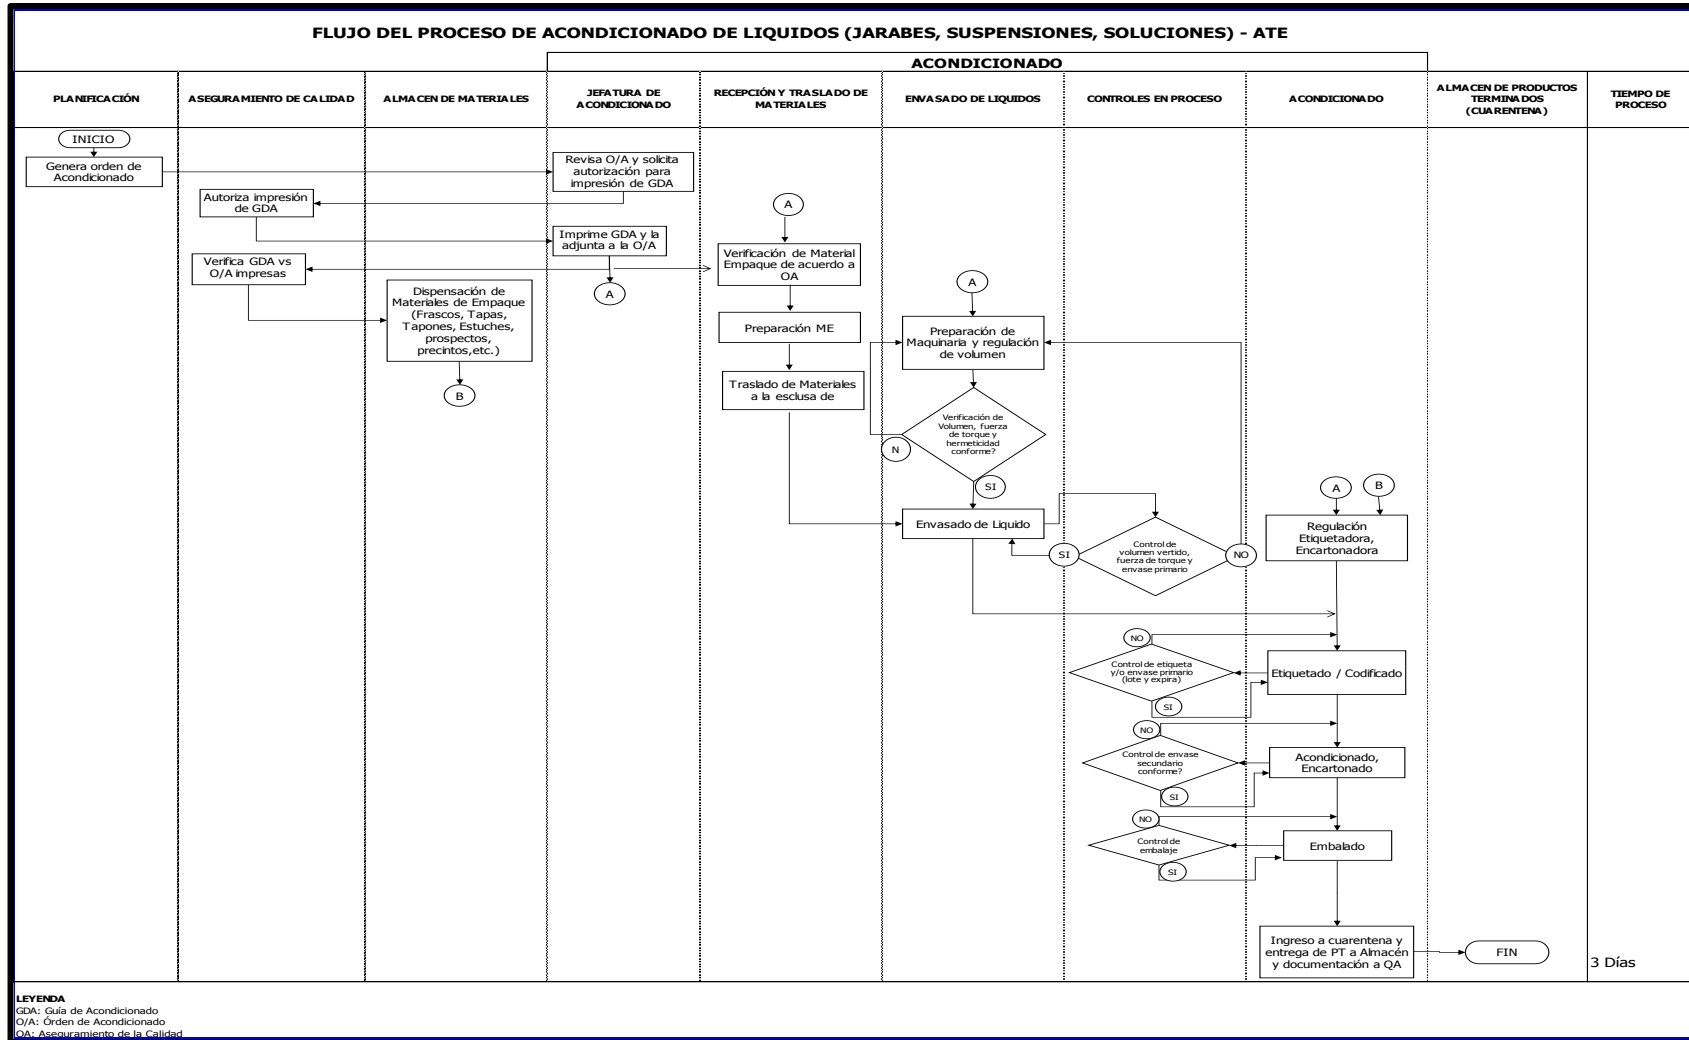 FLUJO DEL PROCESO DE ACONDICIONADO DE LIQUIDOS (JARABES, SUSPENSIONES, SOLUCIONES) - ATE
ACONDICIONADO
PLANIFICACIÓN
ASEGURAMIENTO DE CALIDAD
ALMACEN DE MATERIALES
JEFATURA DE
ACONDICIONADO
RECEPCIÓN Y TRASLADO DE
MATERIALES
ENVASADO DE LIQUIDOS
CONTROLES EN PROCESO
ACONDICIONADO
ALMACEN DE PRODUCTOS
TERMINADOS
(CUARENTENA)
TIEMPO DE
PROCESO
INICIO
Genera orden de
Acondicionado
Revisa O/A y solicita
autorización para
impresión de GDA
Autoriza impresión
de GDA
Imprime GDA y la
adjunta a la O/A
Verifica GDA vs
O/A impresas
A
Dispensación de
Materiales de Empaque
(Frascos, Tapas,
Tapones, Estuches,
prospectos,
precintos,etc.)
B
A
Verificación de Material
Empaque de acuerdo a
OA
Preparación ME
Traslado de Materiales
a la esclusa de
A
Preparación de
Maquinaria y regulación
de volumen
Verificación de
Volumen, fuerza
de torque y
hermeticidad
conforme?
N
SI
Envasado de Liquido
Control de
volumen vertido,
fuerza de torque y
envase primario
SI
NO
A
B
Regulación
Etiquetadora,
Encartonadora
NO
Control de etiqueta
y/o envase primario
(lote y expira)
SI
Etiquetado / Codificado
NO
Control de envase
secundario
conforme?
SI
Acondicionado,
Encartonado
NO
Control de
embalaje
SI
Embalado
Ingreso a cuarentena y
entrega de PT a Almacén
y documentación a QA
FIN
3 Días
LEYENDA
GDA: Guía de Acondicionado
O/A: Órden de Acondicionado
QA: Aseguramiento de la Calidad